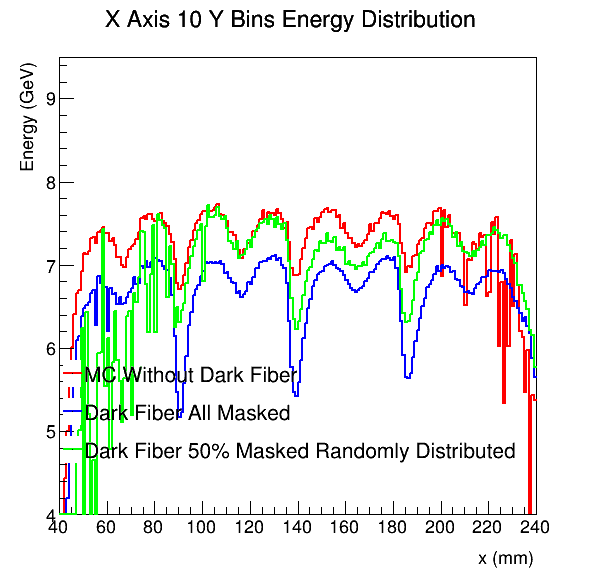 X Axis 10 Y Bins Energy Distribution
Energy (GeV)
9
8
7
6
5
4
MC Without Dark Fiber
Dark Fiber All Masked
Dark Fiber 50% Masked Randomly Distributed
40 60 80 100 120 140 160 180 200 220 240
x (mm)